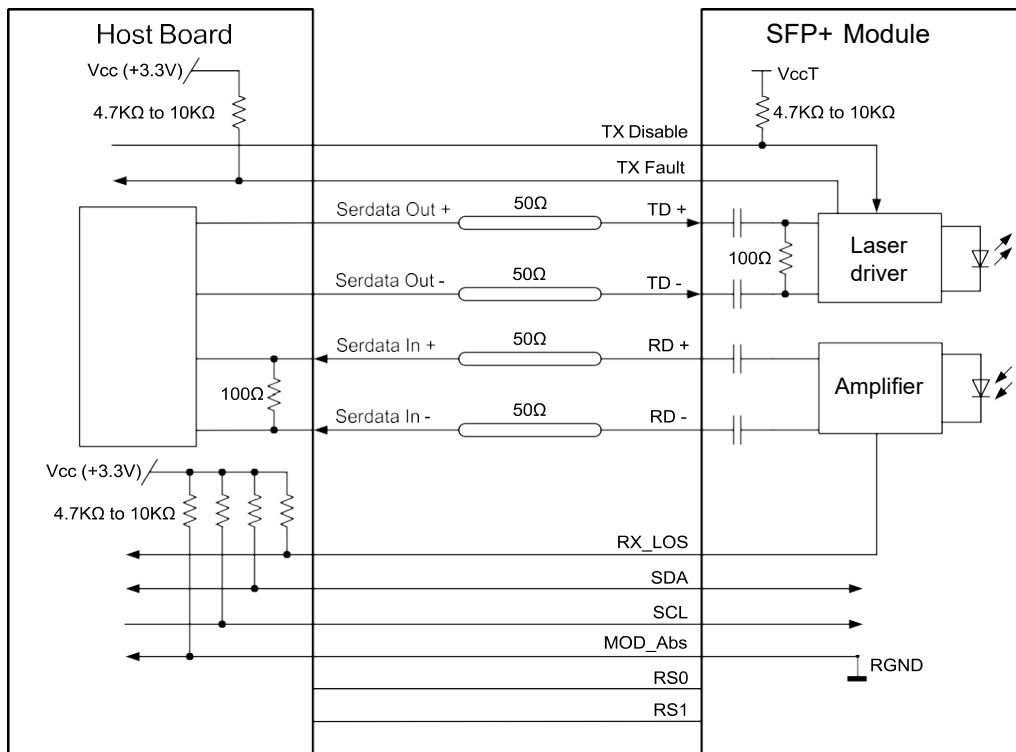 Host Board
SFP+ Module
Vcc (+3.3V)
VccT
4.7KΩ to 10KΩ
4.7KΩ to 10KΩ
TX Disable
TX Fault
Serdata Out +
50Ω
TD +
100Ω
Laser
driver
Serdata Out -
50Ω
TD -
Serdata In +
50Ω
RD +
100Ω
Amplifier
Serdata In -
50Ω
RD -
Vcc (+3.3V)
4.7KΩ to 10KΩ
RX_LOS
SDA
SCL
MOD_Abs
RGND
RS0
RS1